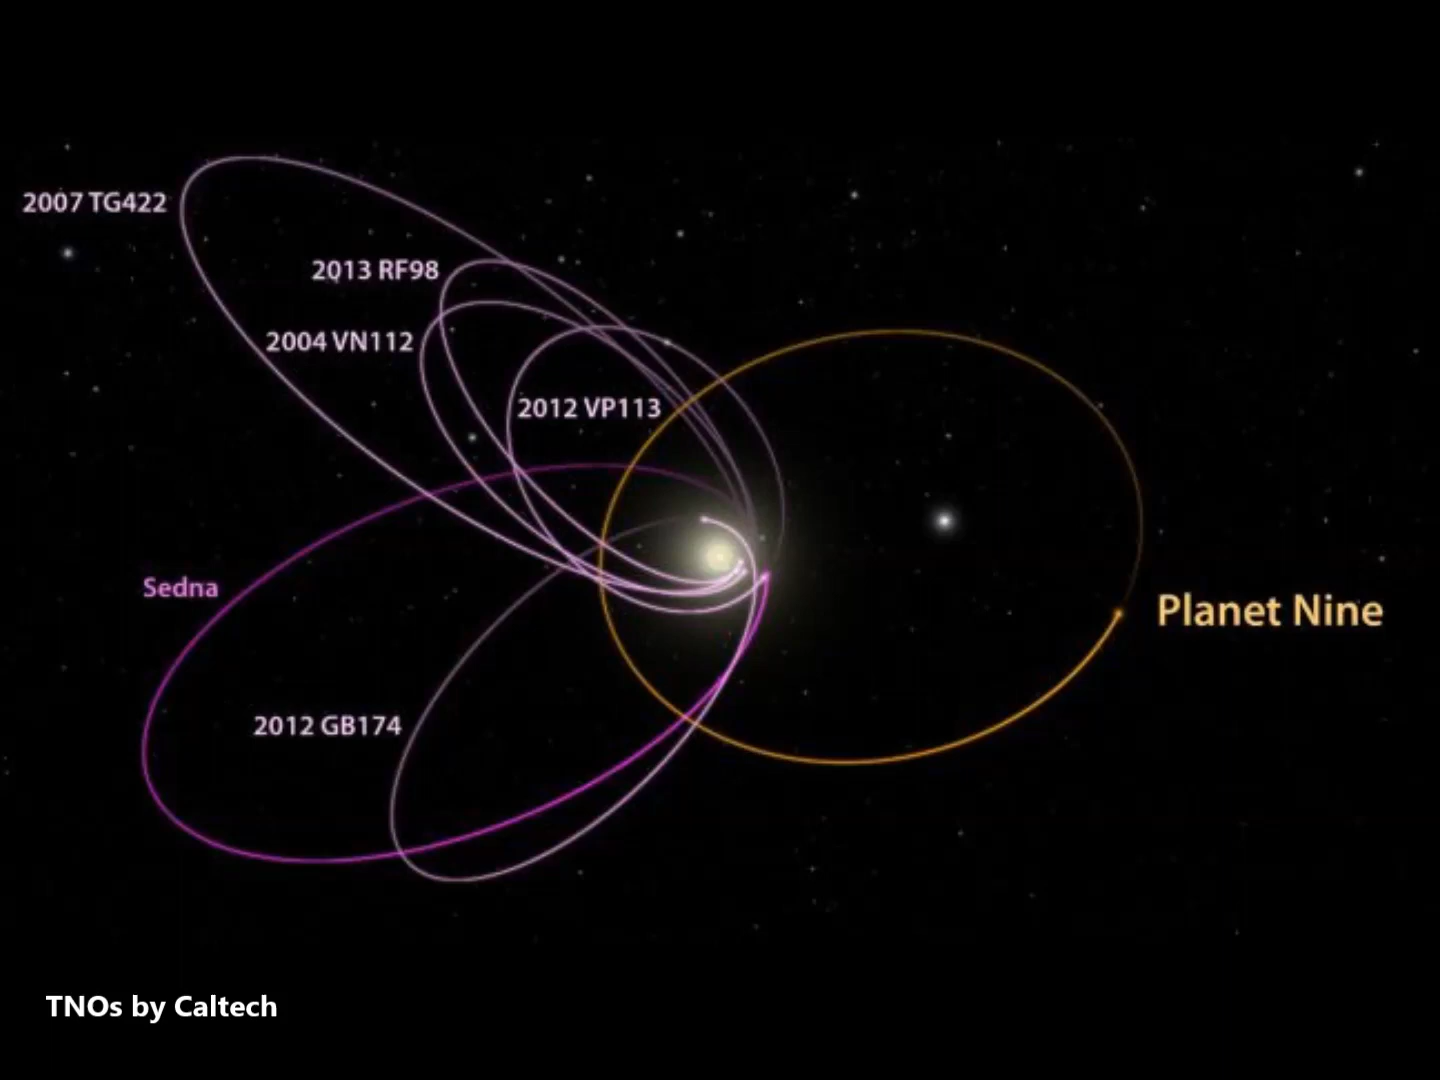 2007 TG422
2013 RF98
2004 VN112
2012 VP113
Sedna
Planet Nine
2012 GB174
TNOs by Caltech